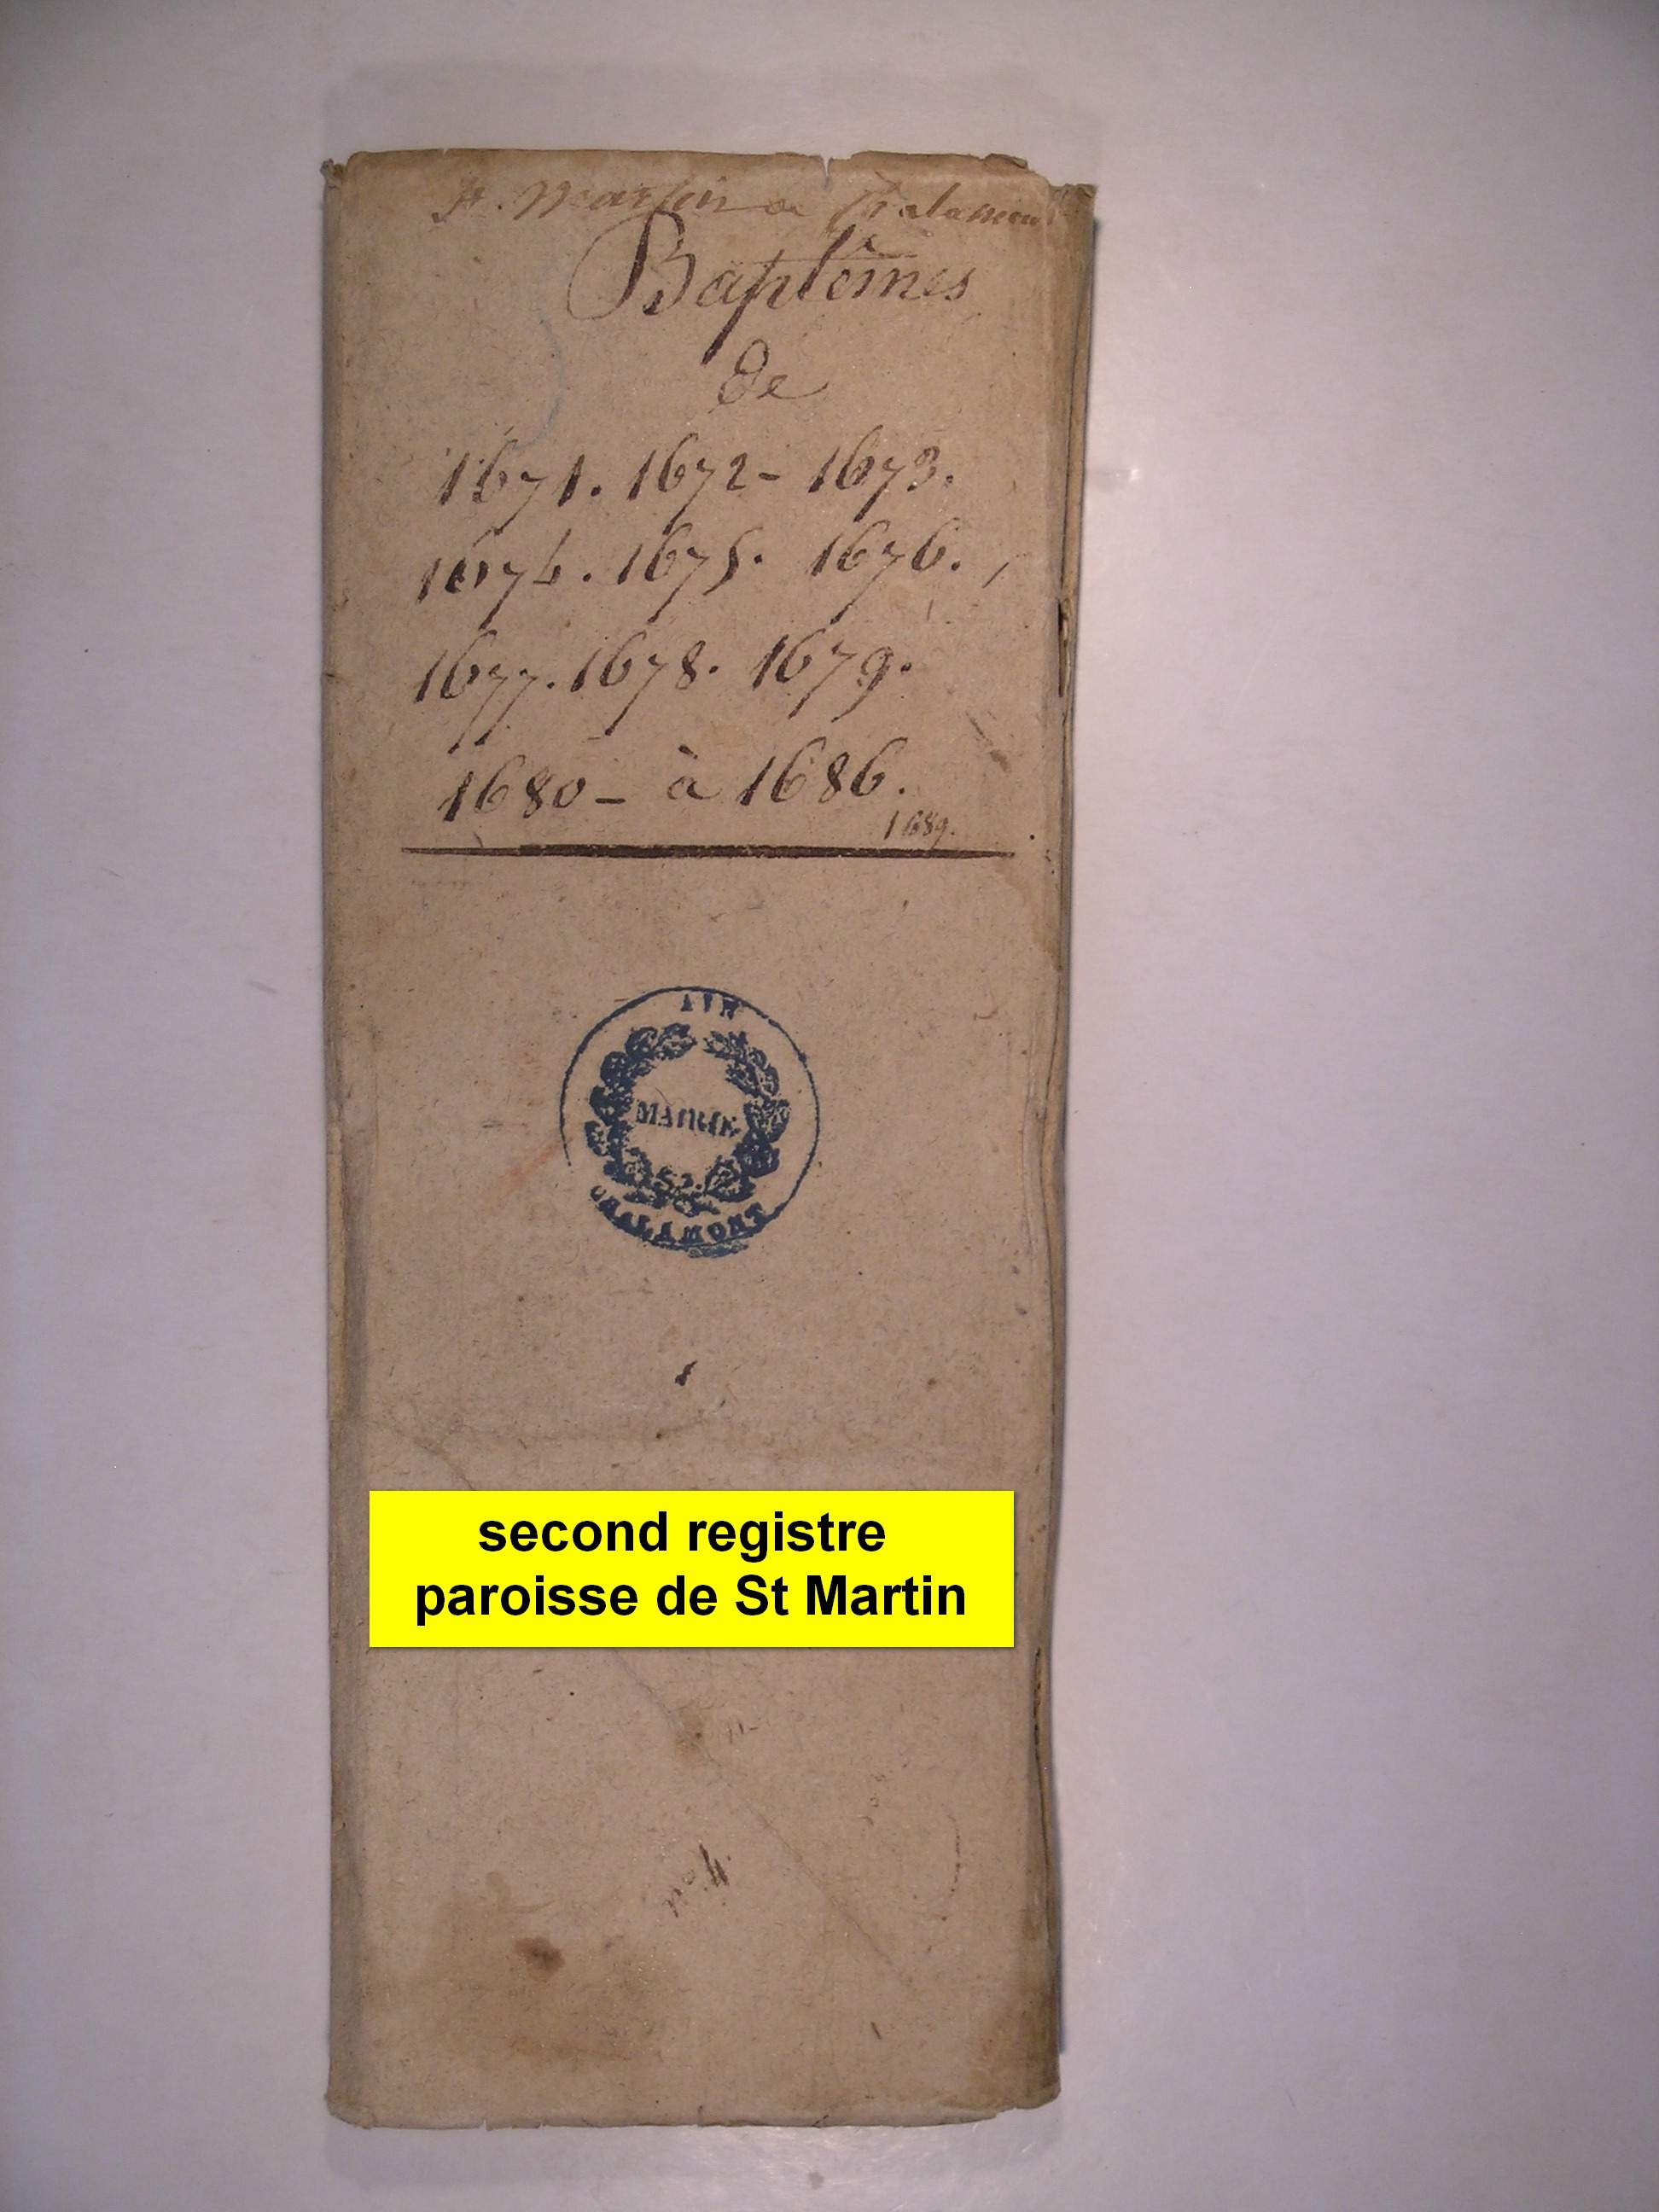 St. Martin de Chalamont
Baptêmes
De
1671. 1672 - 1673.
1674. 1675. 1676.
1677. 1678. 1679.
1680 - à 1686.
1689.
AIN
MAIRIE
CHALAMONT
second registre
paroisse de St Martin